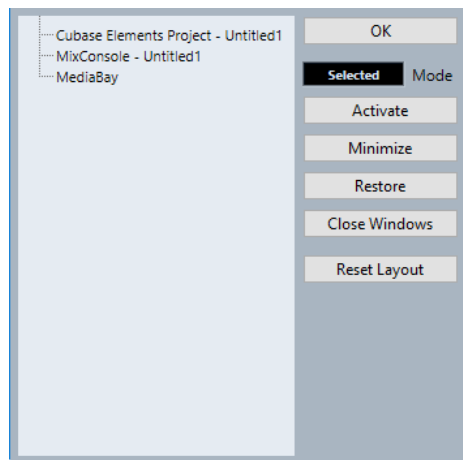 Cubase Elements Project - Untitled1
MixConsole - Untitled1
MediaBay
OK
Selected Mode
Activate
Minimize
Restore
Close Windows
Reset Layout